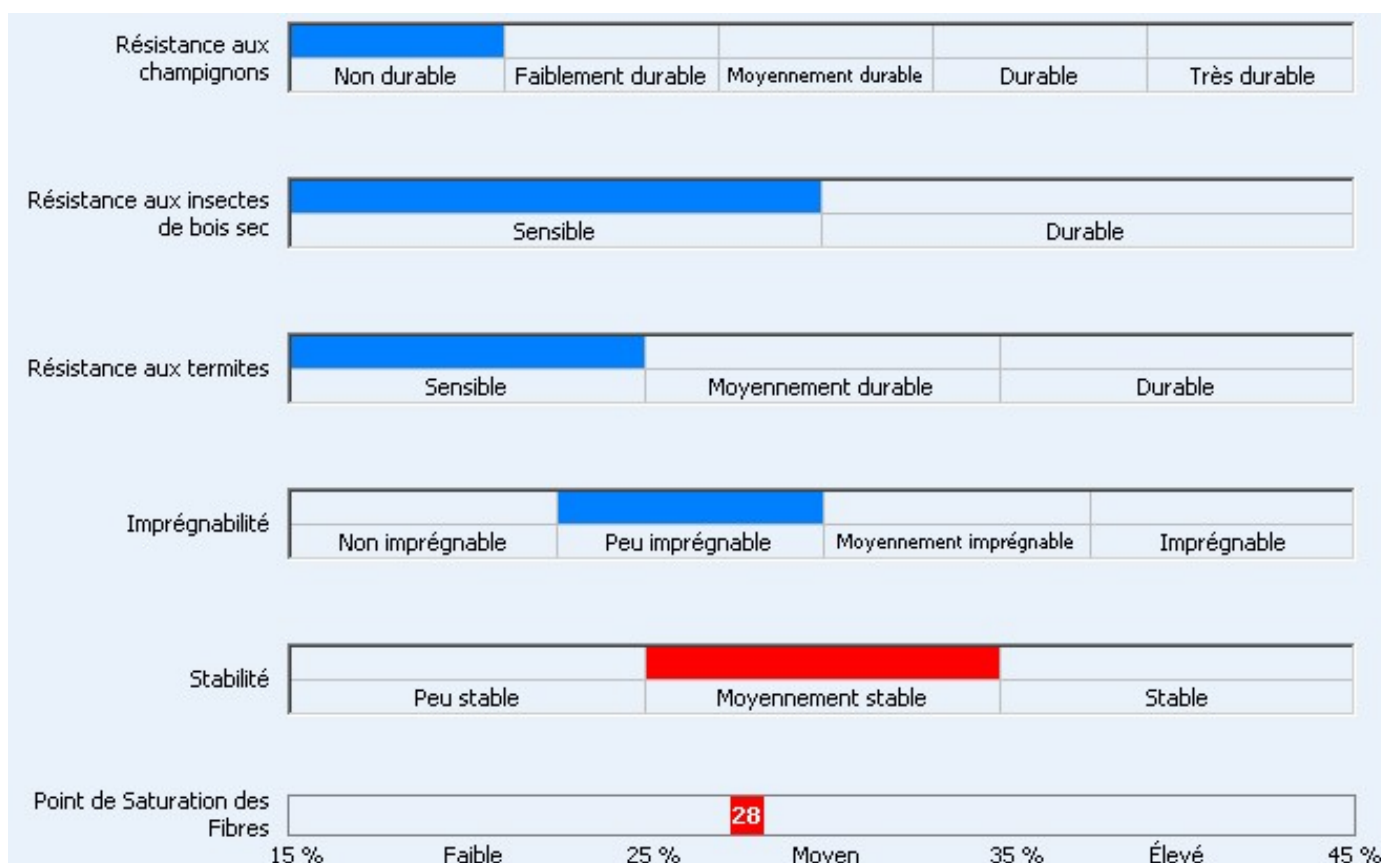 Résistance aux
champignons
Non durable Faiblement durable Moyennement durable Durable Très durable
Résistance aux insectes
de bois sec
Sensible Durable
Résistance aux termites
Sensible Moyennement durable Durable
Imprégnabilité
Non imprégnable Peu imprégnable Moyennement imprégnable Imprégnable
Stabilité
Peu stable Moyennement stable Stable
Point de Saturation des
Fibres
28
15 % Faible 25 % Moyen 35 % Élevé 45 %